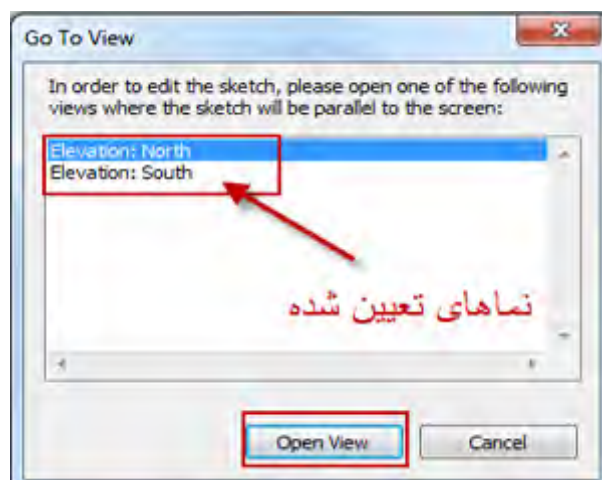 Go To View
In order to edit the sketch, please open one of the following
views where the sketch will be parallel to the screen:
Elevation: North
Elevation: South
نماهای تعیین شده
Open View
Cancel